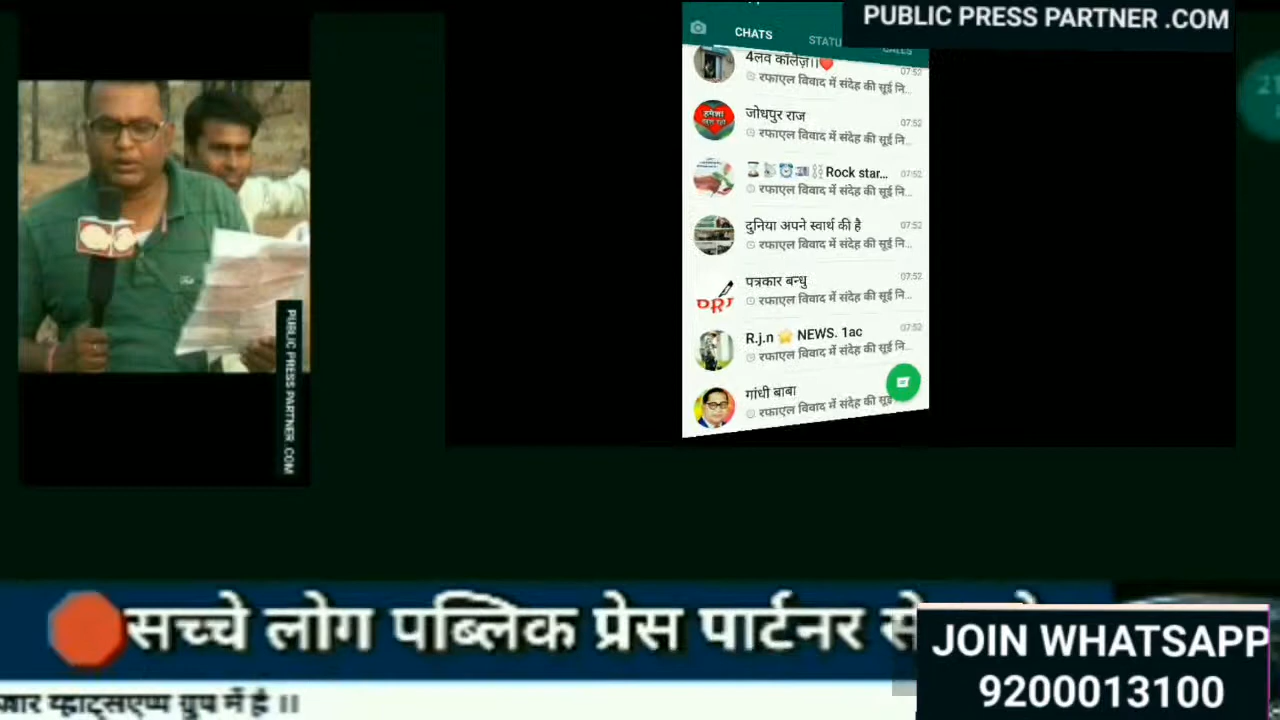 PUBLIC PRESS PARTNER .COM
CHATS
STATU
CALLS
4लव कॉलेज़।।❤️
07:52
रफाएल विवाद में संदेह की सूई नि...
जोधपुर राज
07:52
रफाएल विवाद में संदेह की सूई नि...
Rock star...
07:52
रफाएल विवाद में संदेह की सूई नि...
दुनिया अपने स्वार्थ की है
07:52
रफाएल विवाद में संदेह की सूई नि...
पत्रकार बन्धु
07:52
रफाएल विवाद में संदेह की सूई नि...
R.j.n ⭐ NEWS. 1ac
07:52
रफाएल विवाद में संदेह की सूई नि...
गांधी बाबा
रफाएल विवाद में संदेह की सूई
PUBLIC PRESS PARTNER .COM
सच्चे लोग पब्लिक प्रेस पार्टनर से
JOIN WHATSAPP
9200013100
व्हाट्सएप्प ग्रुप में है ।।